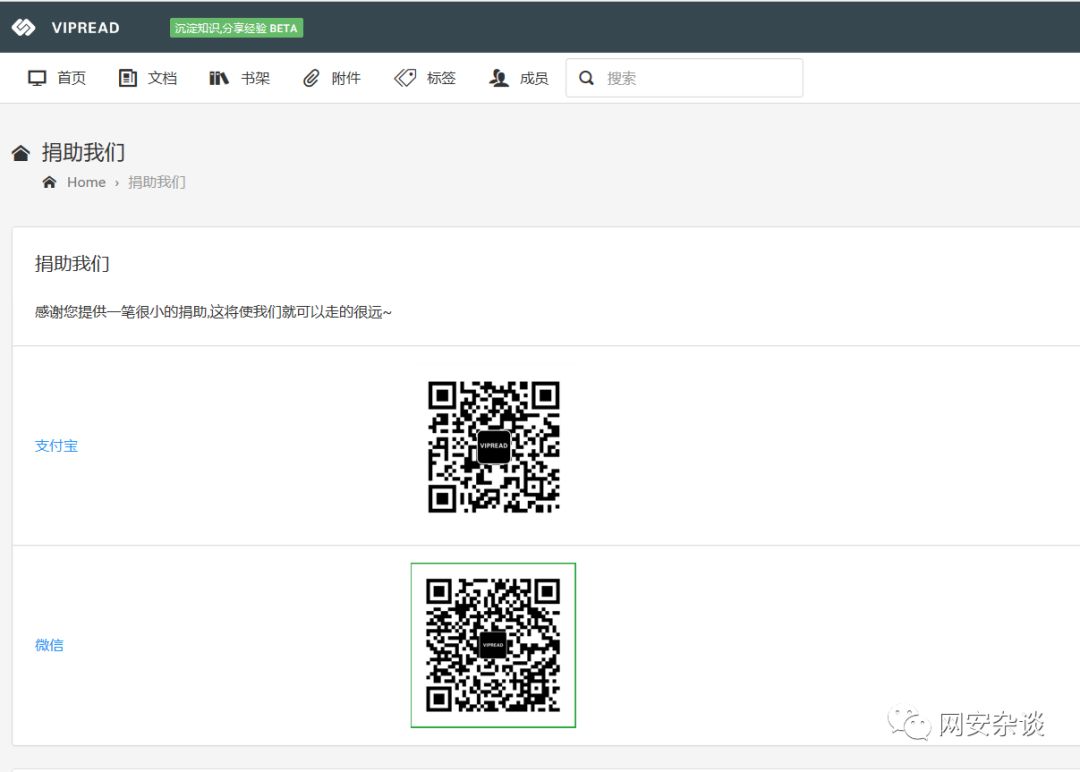 VIPREAD 沉淀知识,分享经验 BETA
首页 文档 书架 附件 标签 成员 搜索
捐助我们
Home › 捐助我们
捐助我们
感谢您提供一笔很小的捐助,这将使我们就可以走的很远~
VIPREAD
支付宝
VIPREAD
微信
网安杂谈